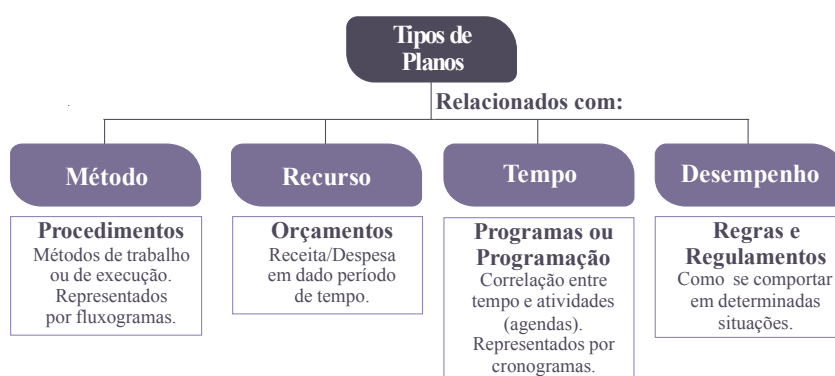 Tipos de
Planos
Relacionados com:
Método
Procedimentos
Métodos de trabalho
ou de execução.
Representados
por fluxogramas.
Recurso
Orçamentos
Receita/Despesa
em dado período
de tempo.
Tempo
Programas ou
Programação
Correlação entre
tempo e atividades
(agendas).
Representados por
cronogramas.
Desempenho
Regras e
Regulamentos
Como se comportar
em determinadas
situações.